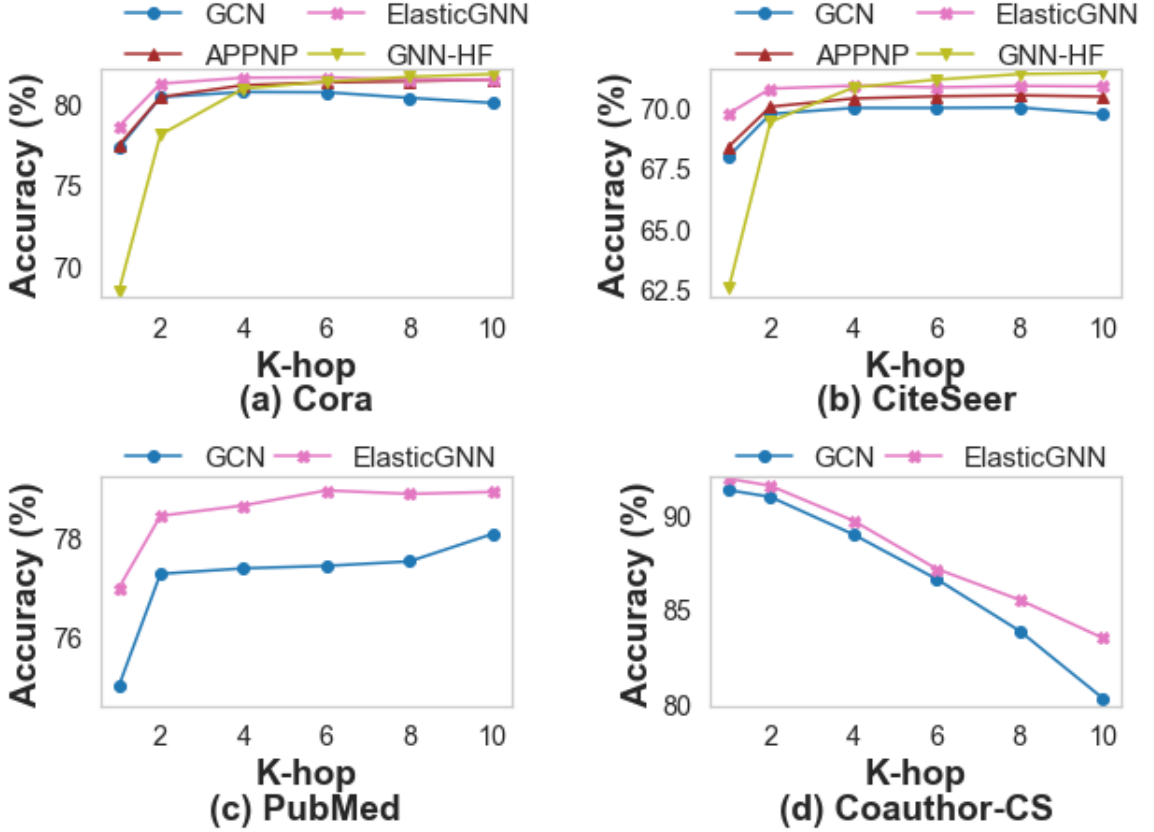 GCN ElasticGNN
APPNP GNN-HF
Accuracy (%)
80
75
70
2 4 6 8 10
K-hop
(a) Cora
GCN ElasticGNN
APPNP GNN-HF
Accuracy (%)
70.0
67.5
65.0
62.5
2 4 6 8 10
K-hop
(b) CiteSeer
GCN ElasticGNN
Accuracy (%)
78
76
2 4 6 8 10
K-hop
(c) PubMed
GCN ElasticGNN
Accuracy (%)
90
85
80
2 4 6 8 10
K-hop
(d) Coauthor-CS